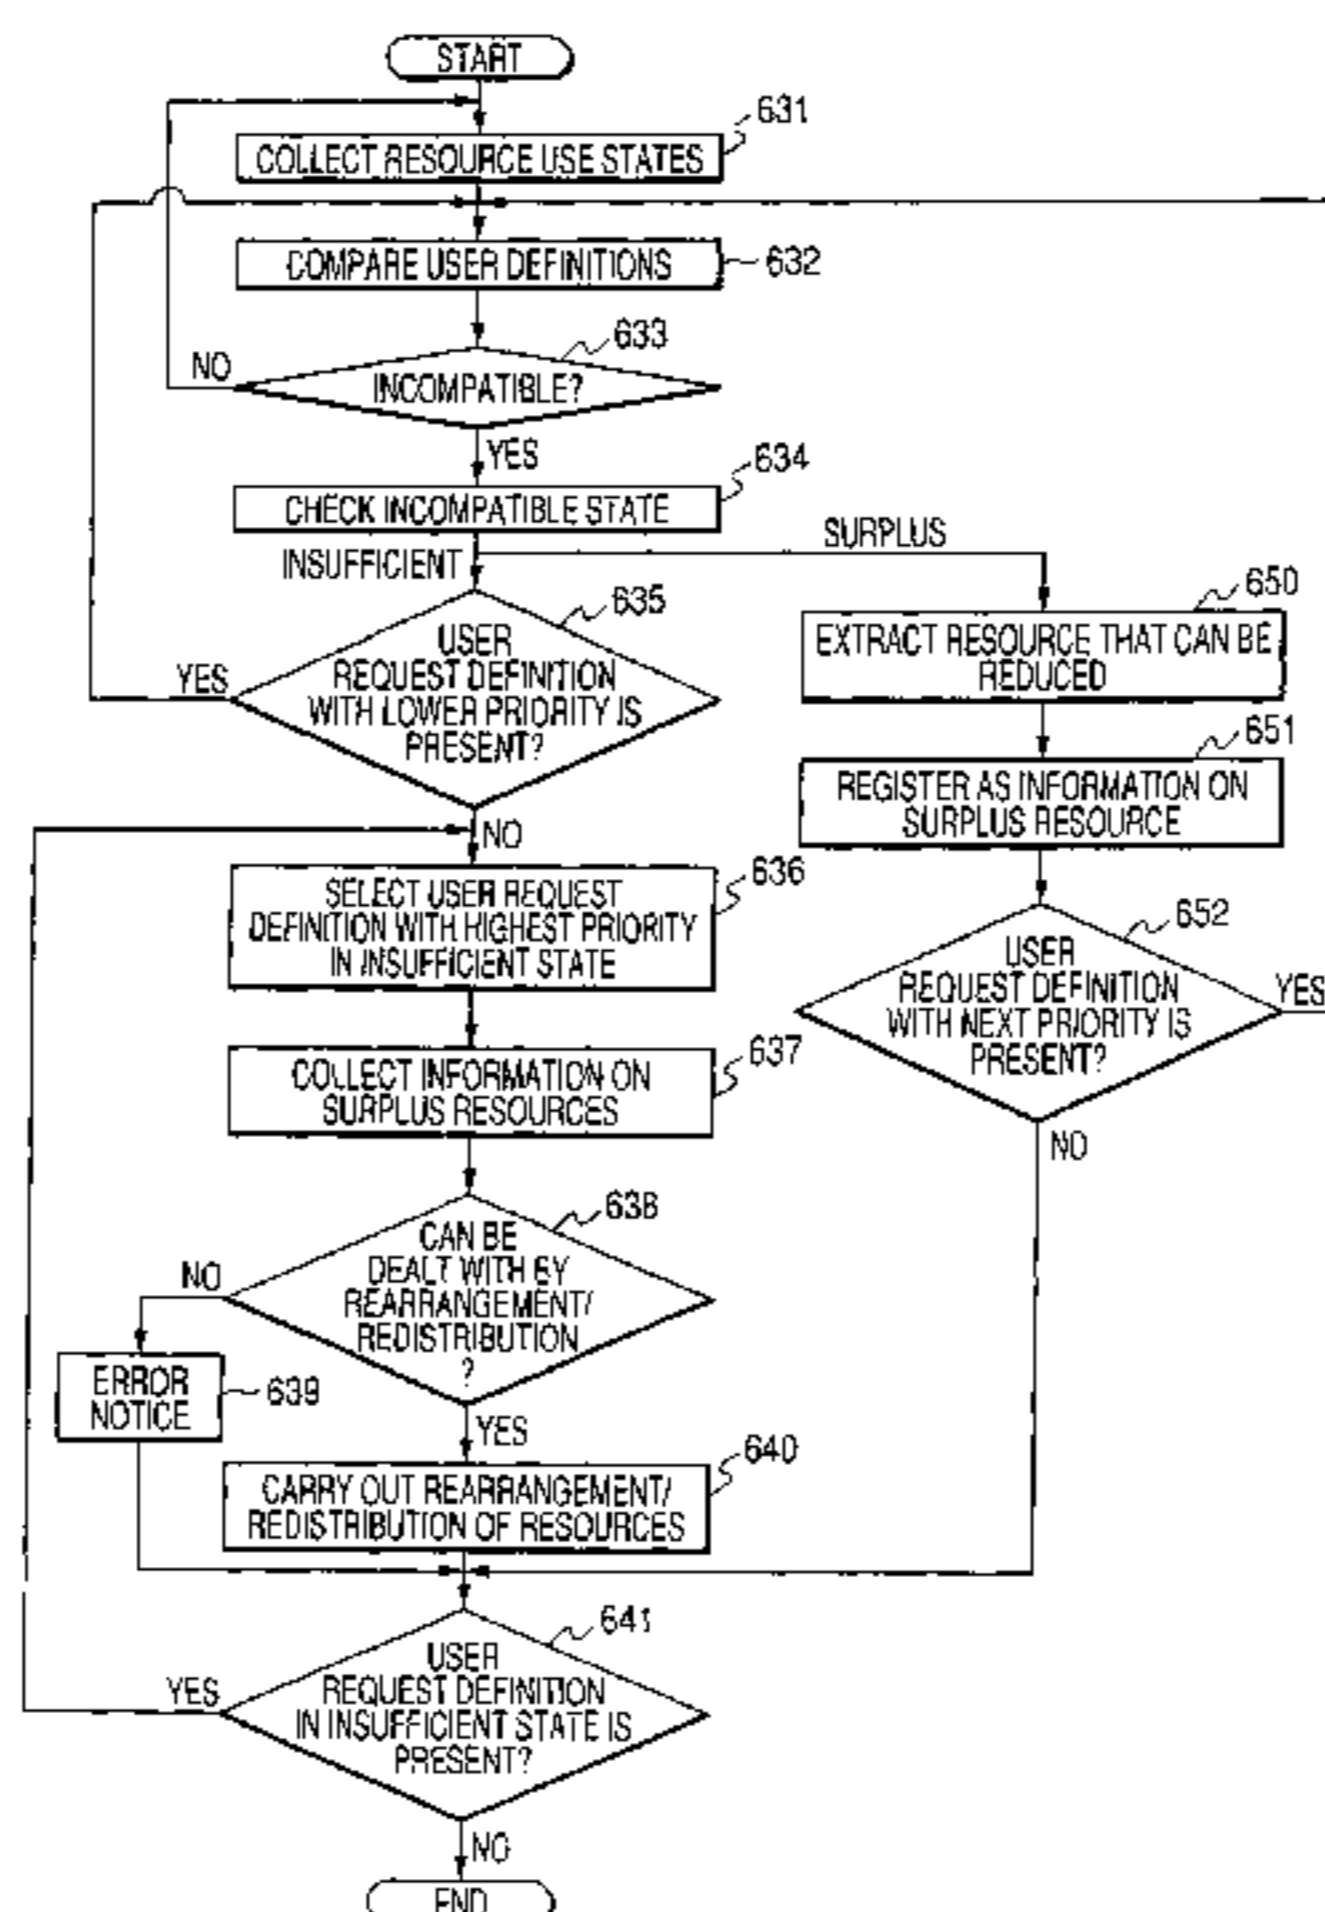 START
631
COLLECT RESOURCE USE STATES
COMPARE USER DEFINITIONS
632
633
NO
INCOMPATIBLE?
YES
634
CHECK INCOMPATIBLE STATE
SURPLUS
INSUFFICIENT
635
USER
REQUEST DEFINITION
WITH LOWER PRIORITY IS
PRESENT?
YES
NO
650
EXTRACT RESOURCE THAT CAN BE
REDUCED
651
REGISTER AS INFORMATION ON
SURPLUS RESOURCE
652
USER
REQUEST DEFINITION
WITH NEXT PRIORITY IS
PRESENT?
YES
NO
636
SELECT USER REQUEST
DEFINITION WITH HIGHEST PRIORITY
IN INSUFFICIENT STATE
637
COLLECT INFORMATION ON
SURPLUS RESOURCES
638
CAN BE
DEALT WITH BY
REARRANGEMENT/
REDISTRIBUTION
?
NO
ERROR
NOTICE
639
YES
640
CARRY OUT REARRANGEMENT/
REDISTRIBUTION OF RESOURCES
641
USER
REQUEST DEFINITION
IN INSUFFICIENT STATE IS
PRESENT?
YES
NO
END